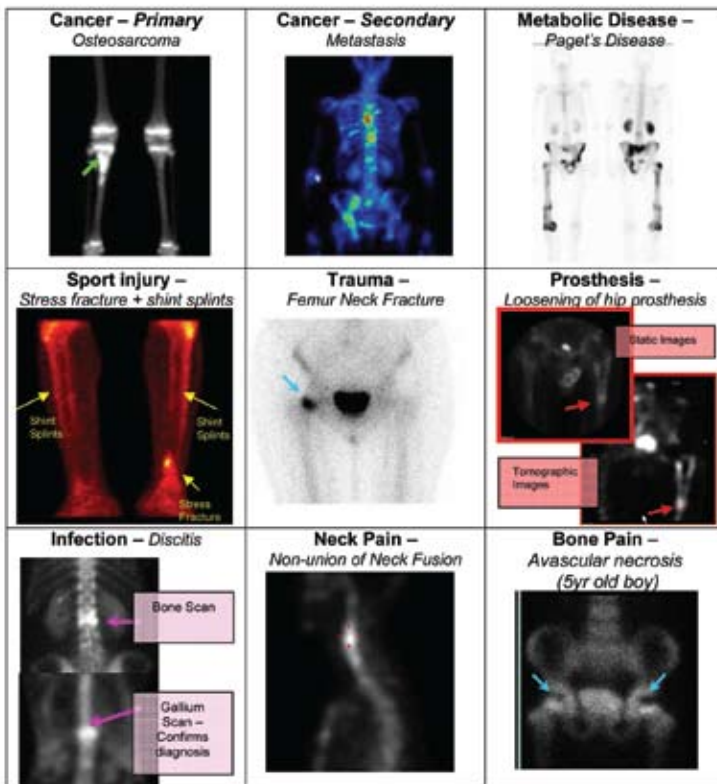 Cancer – Primary
Osteosarcoma
Cancer – Secondary
Metastasis
Metabolic Disease –
Paget's Disease
Sport injury –
Stress fracture + shint splints
Shint
Splints
Shint
Splints
Stress
Fracture
Trauma –
Femur Neck Fracture
Prosthesis –
Loosening of hip prosthesis
Static Images
Tomographic
Images
Infection – Discitis
Bone Scan
Gallium
Scan –
Confirms
diagnosis
Neck Pain –
Non-union of Neck Fusion
Bone Pain –
Avascular necrosis
(5yr old boy)